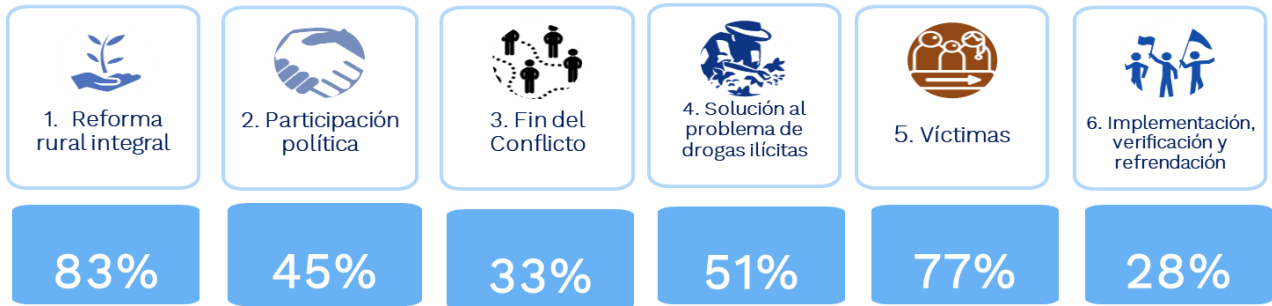 1. Reforma
rural integral
2. Participación
política
3. Fin del
Conflicto
4. Solución al
problema de
drogas ilícitas
5. Víctimas
6. Implementación,
verificación y
refrendación
83%
45%
33%
51%
77%
28%